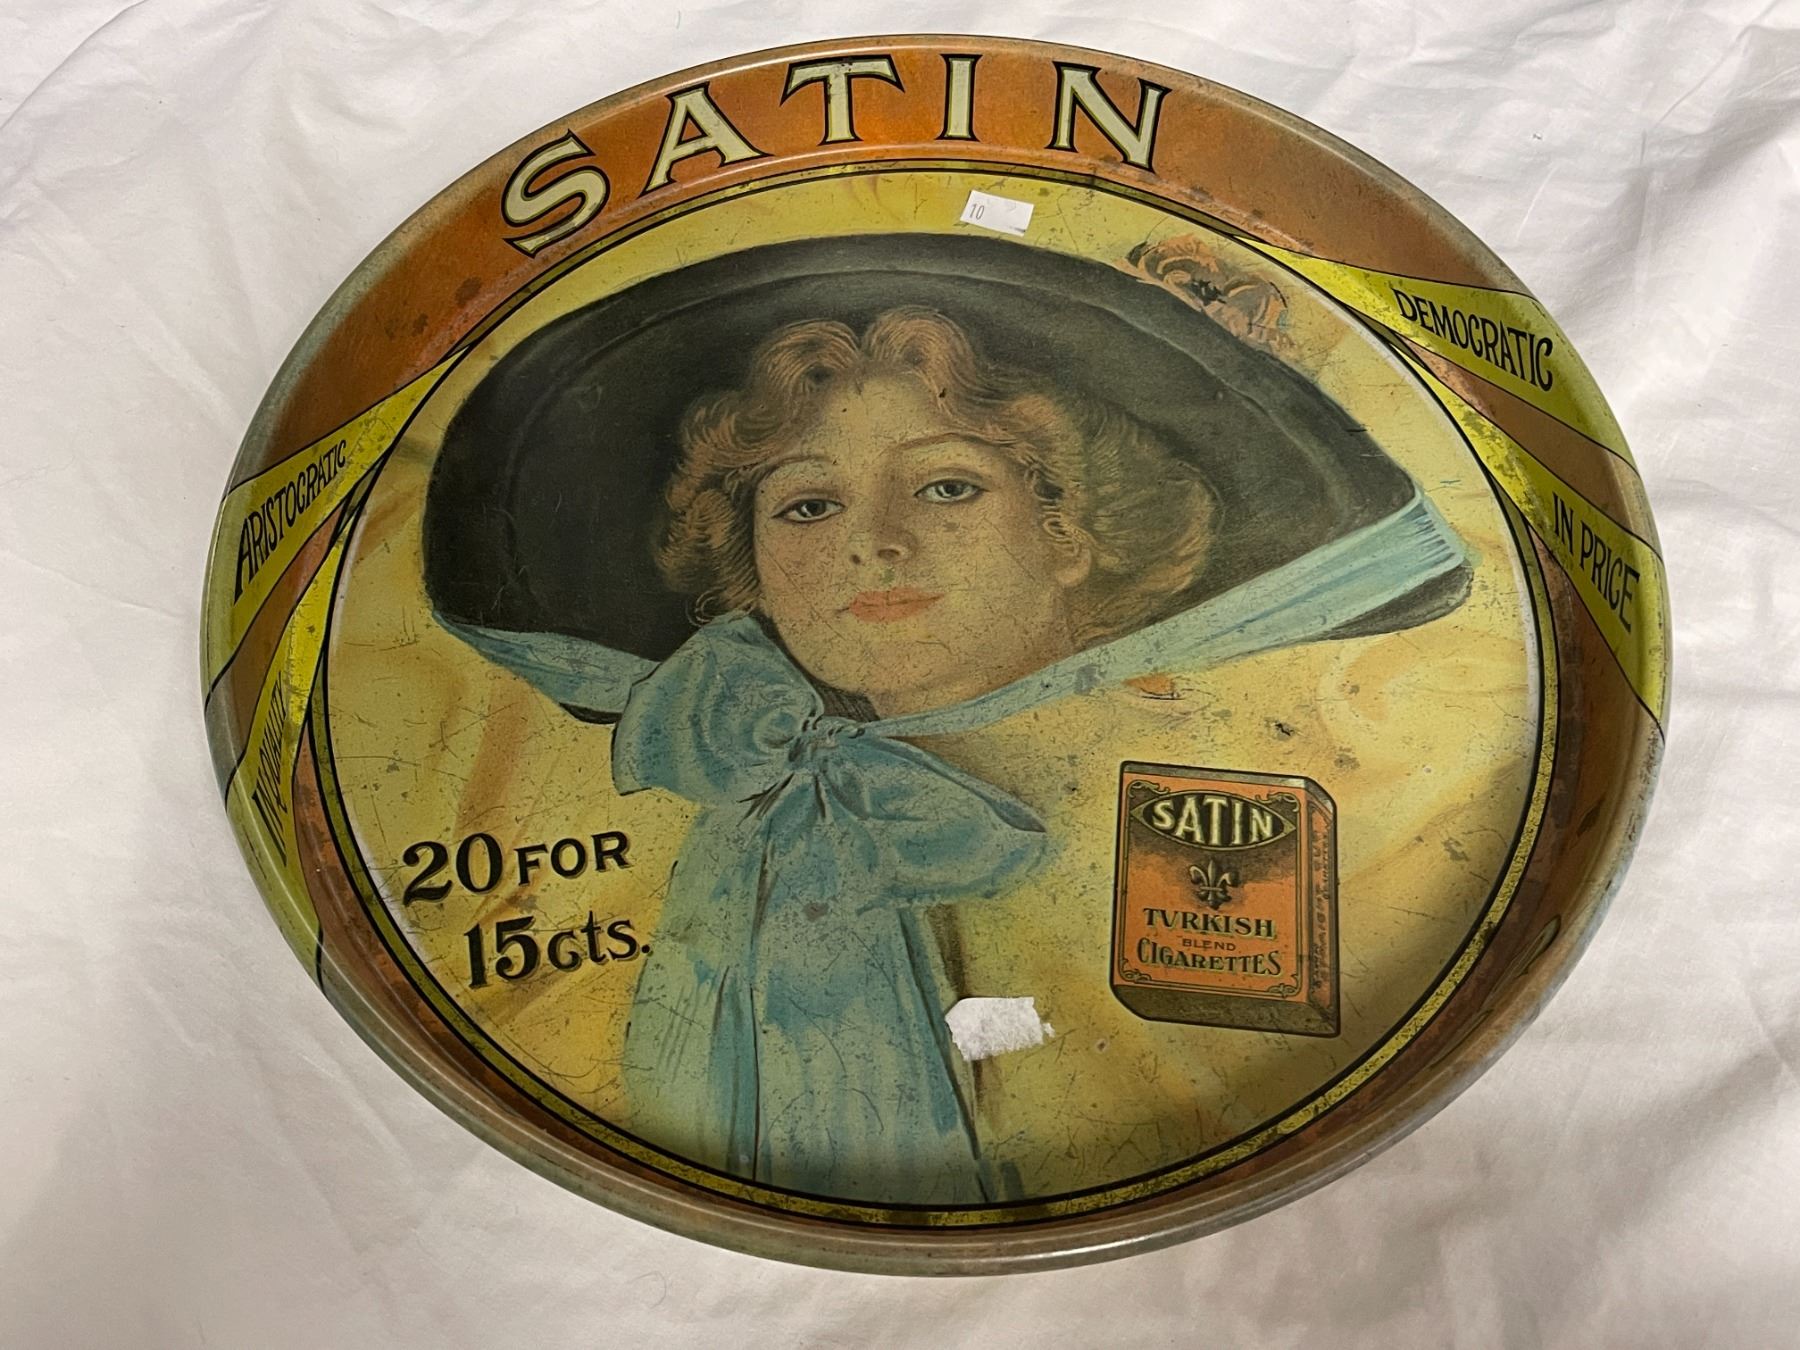 SATIN
10
ARISTOCRATIC
IN QUALITY
DEMOCRATIC
IN PRICE
20 FOR
15cts.
SATIN
TVRKISH
BLEND
CIGARETTES